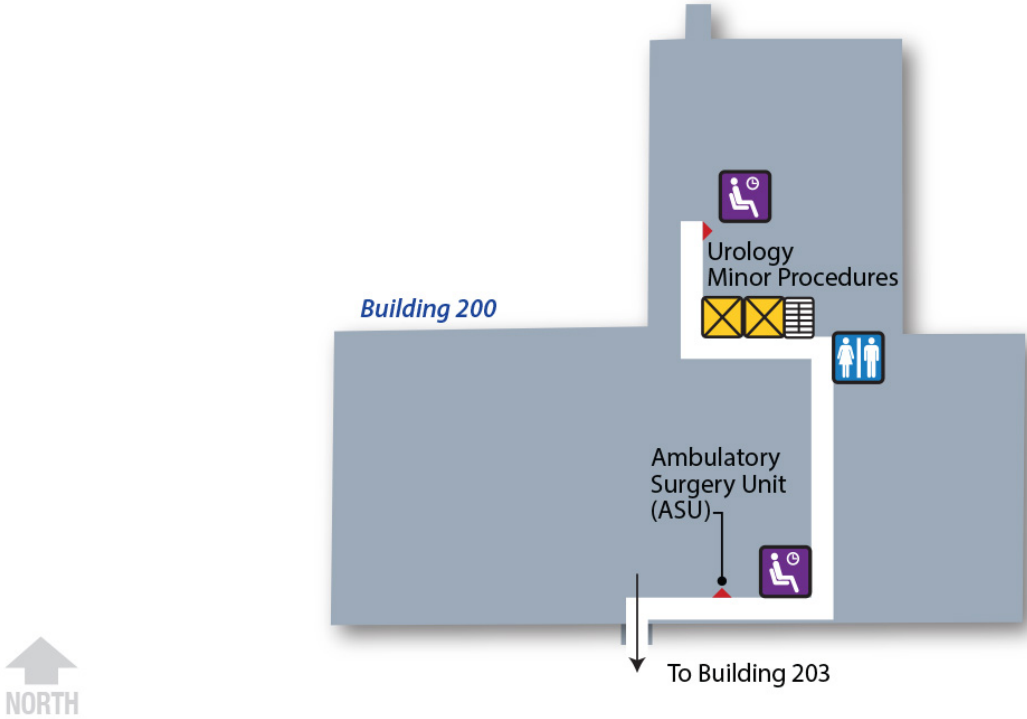 Urology
Minor Procedures
Building 200
Ambulatory
Surgery Unit
(ASU)
To Building 203
NORTH